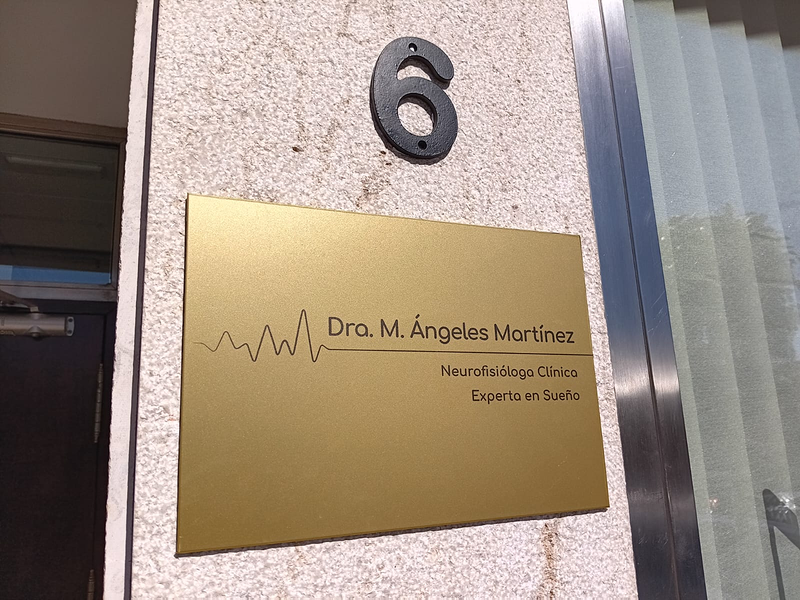 6
Dra. M. Ángeles Martínez
Neurofisióloga Clínica
Experta en Sueño